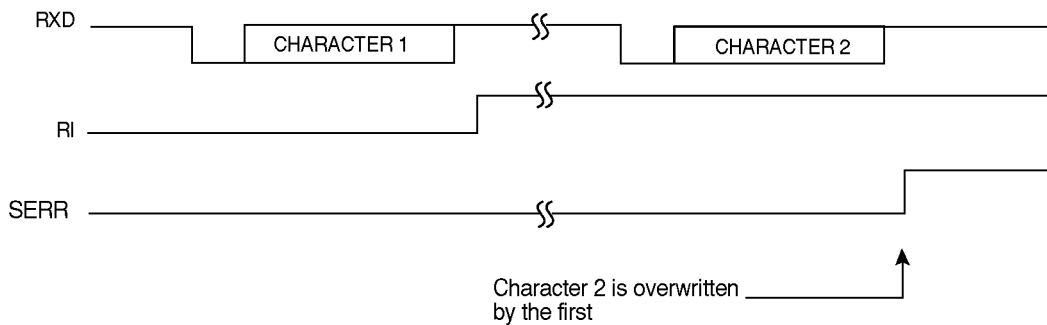 RXD
CHARACTER 1
CHARACTER 2
RI
SERR
Character 2 is overwritten
by the first